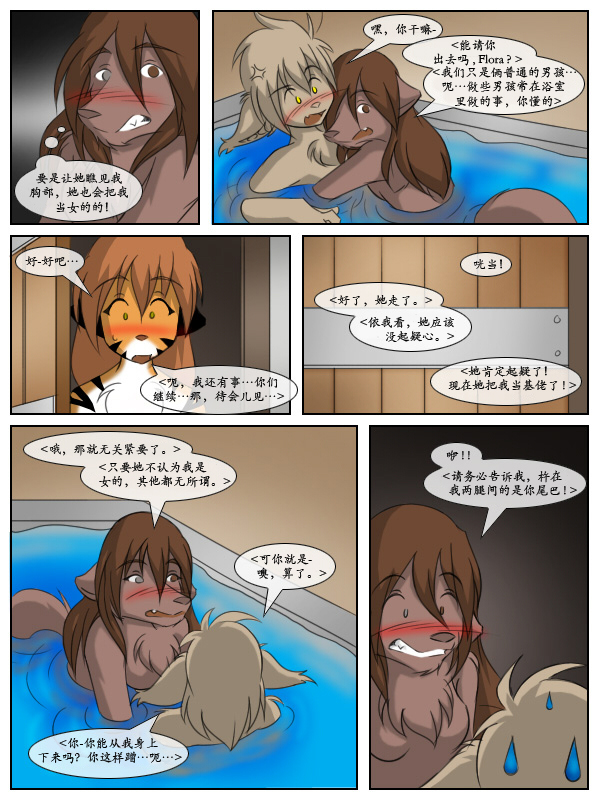 要是让她瞧见我
胸部，她也会把我
当女的的！
嘿，你干嘛-
<能请你
出去吗，Flora？>
<我们只是俩普通的男孩…
呃…做些男孩常在浴室
里做的事，你懂的>
好-好吧…
<呃，我还有事…你们
继续…那，待会儿见…>
咣当！
<好了，她走了。>
<依我看，她应该
没起疑心。>
<她肯定起疑了！
现在她把我当基佬了！>
<哦，那就无关紧要了。>
<只要她不认为我是
女的，其他都无所谓。>
<可你就是-
噢，算了。>
<你-你能从我身上
下来吗？你这样蹭…呃…>
咿!!
<请务必告诉我，杵在
我两腿间的是你尾巴!>